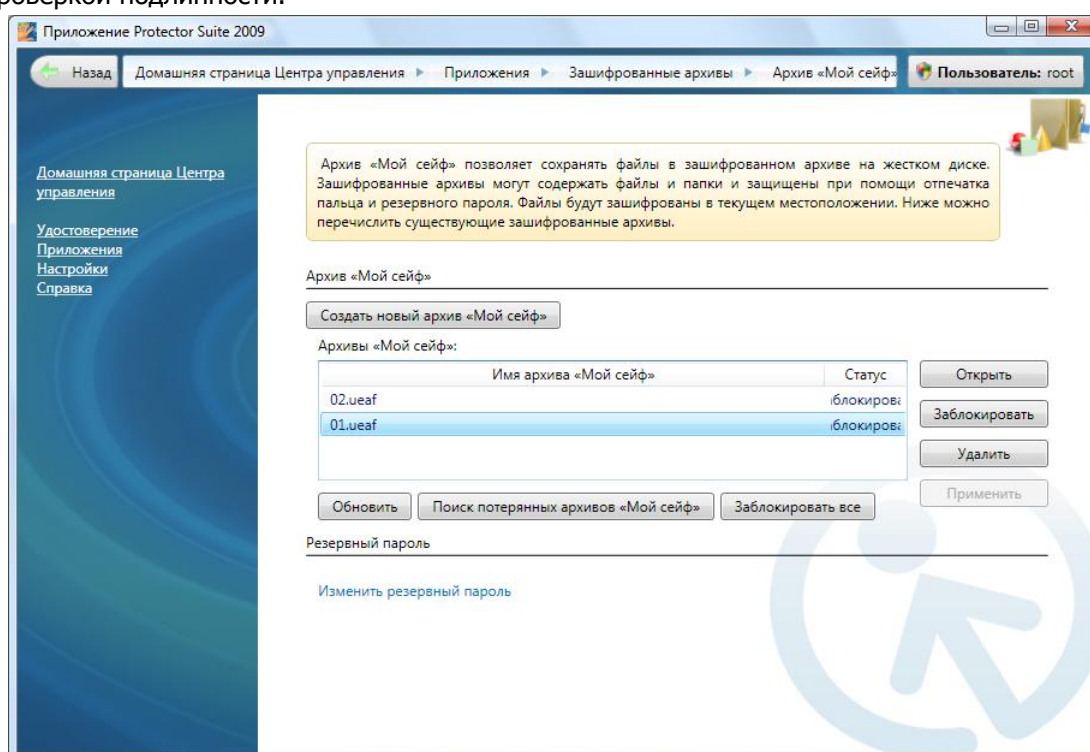 Приложение Protector Suite 2009
Назад Домашняя страница Центра управления Приложения Зашифрованные архивы Архив «Мой сейф» Пользователь: root
Домашняя страница Центра
управления
Удостоверение
Приложения
Настройки
Справка
Архив «Мой сейф» позволяет сохранять файлы в зашифрованном архиве на жестком диске.
Зашифрованные архивы могут содержать файлы и папки и защищены при помощи отпечатка
пальца и резервного пароля. Файлы будут зашифрованы в текущем местоположении. Ниже можно
перечислить существующие зашифрованные архивы.
Архив «Мой сейф»
Создать новый архив «Мой сейф»
Архивы «Мой сейф»:
Имя архива «Мой сейф» Статус
02.ueaf
01.ueaf
Открыть
Заблокировать
Удалить
Применить
Обновить Поиск потерянных архивов «Мой сейф» Заблокировать все
Резервный пароль
Изменить резервный пароль